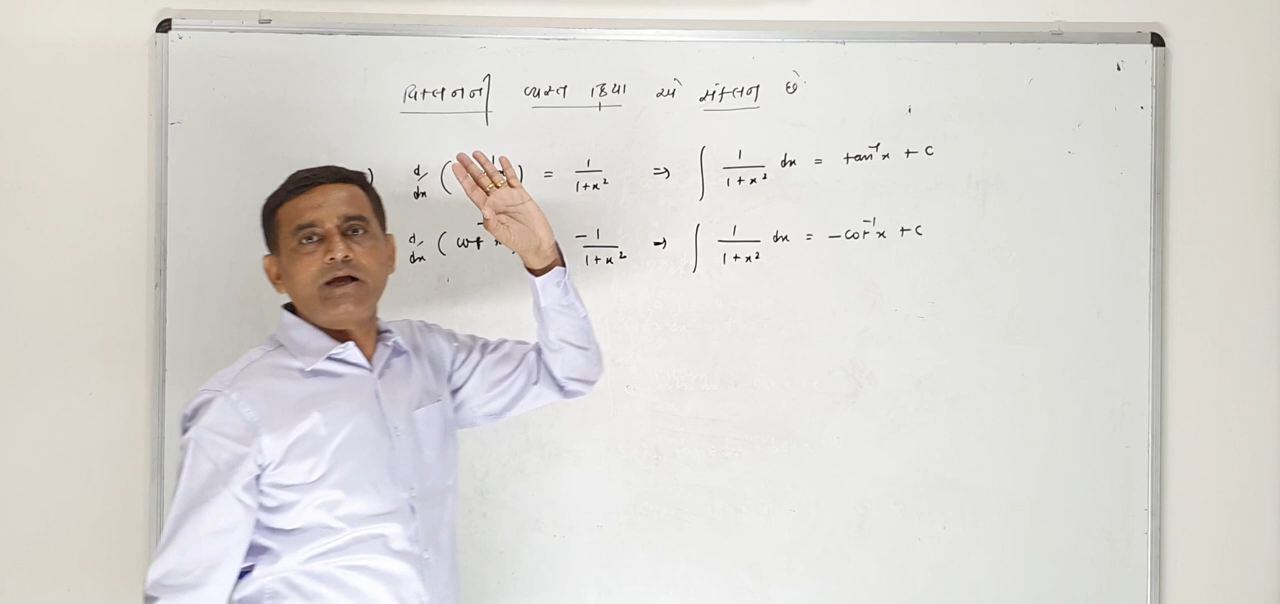 વિકલનની વ્યસ્ત ક્રિયા એ સંકલન છે
) d/dx ( ) = 1/(1+x²) ⇒ ∫ 1/(1+x²) dx = tan⁻¹x + c
d/dx ( cot⁻¹ x -1/(1+x²) → ∫ 1/(1+x²) dx = -cot⁻¹x + c